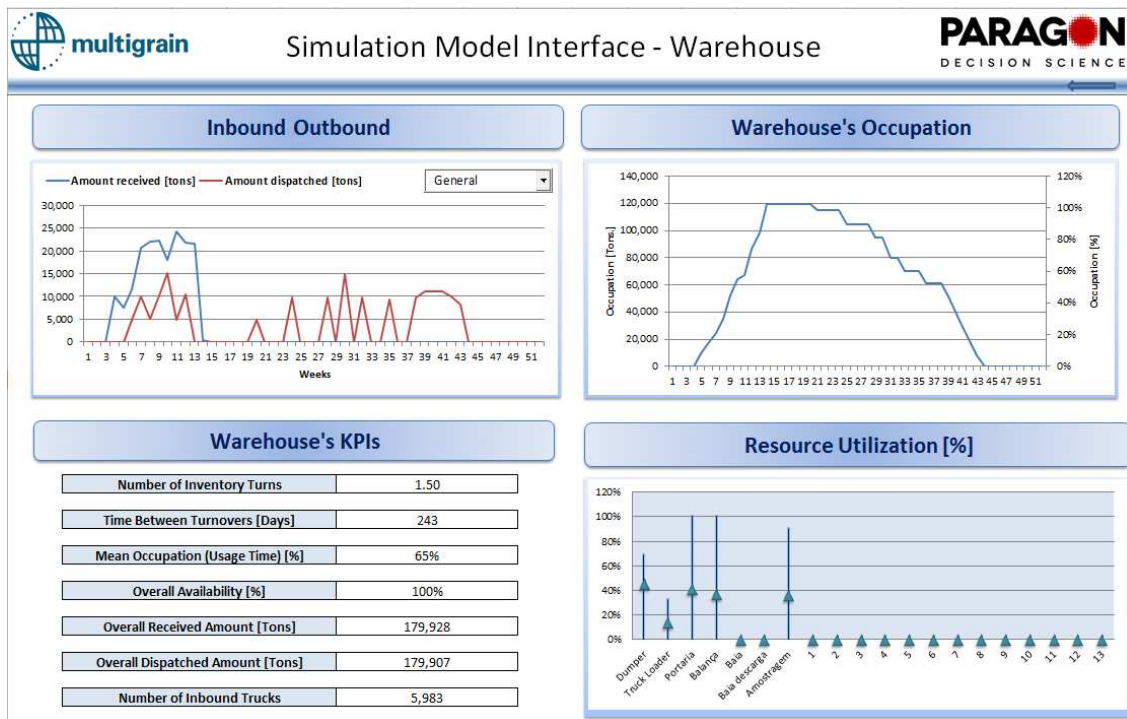 multigrain
Simulation Model Interface - Warehouse
PARAGON
DECISION SCIENCE
Inbound Outbound
Amount received [tons]
Amount dispatched [tons]
General
30,000
25,000
20,000
15,000
10,000
5,000
0
1 3 5 7 9 11 13 15 17 19 21 23 25 27 29 31 33 35 37 39 41 43 45 47 49 51
Weeks
Warehouse's Occupation
140,000
120,000
100,000
80,000
60,000
40,000
20,000
0
Occupation [Tons.]
120%
100%
80%
60%
40%
20%
0%
Occupation [%]
1 3 5 7 9 11 13 15 17 19 21 23 25 27 29 31 33 35 37 39 41 43 45 47 49 51
Warehouse's KPIs
Number of Inventory Turns 1.50
Time Between Turnovers [Days] 243
Mean Occupation (Usage Time) [%] 65%
Overall Availability [%] 100%
Overall Received Amount [Tons] 179,928
Overall Dispatched Amount [Tons] 179,907
Number of Inbound Trucks 5,983
Resource Utilization [%]
120%
100%
80%
60%
40%
20%
0%
Dumper
Truck Loader
Portaria
Balança
Baia
Baia descarga
Amostragem
1 2 3 4 5 6 7 8 9 10 11 12 13